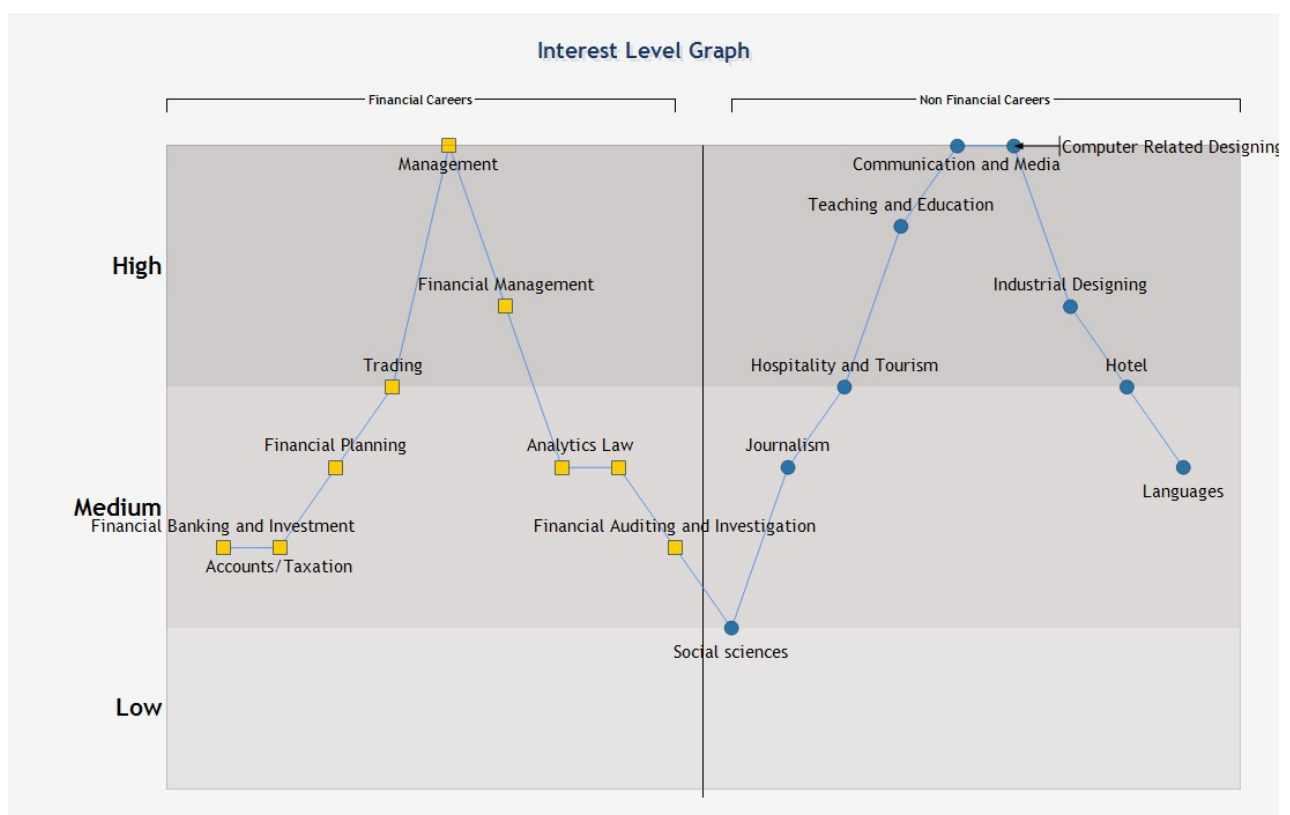 Interest Level Graph
Financial Careers
Non Financial Careers
Management
Communication and Media
Computer Related Designing
Teaching and Education
High
Financial Management
Industrial Designing
Trading
Hospitality and Tourism
Hotel
Financial Planning
Analytics Law
Journalism
Languages
Medium
Financial Banking and Investment
Financial Auditing and Investigation
Accounts/Taxation
Social sciences
Low